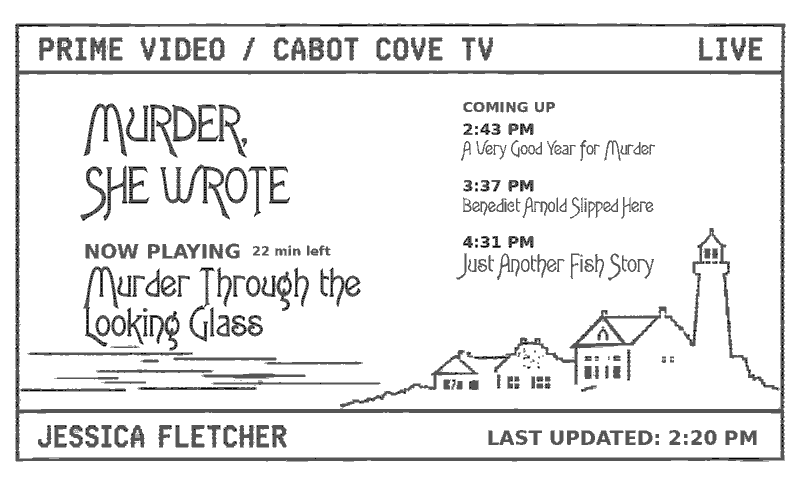 PRIME VIDEO / CABOT COVE TV
LIVE
MURDER,
SHE WROTE
NOW PLAYING 22 min left
Murder Through the
Looking Glass
COMING UP
2:43 PM
A Very Good Year for Murder
3:37 PM
Benedict Arnold Slipped Here
4:31 PM
Just Another Fish Story
JESSICA FLETCHER
LAST UPDATED: 2:20 PM